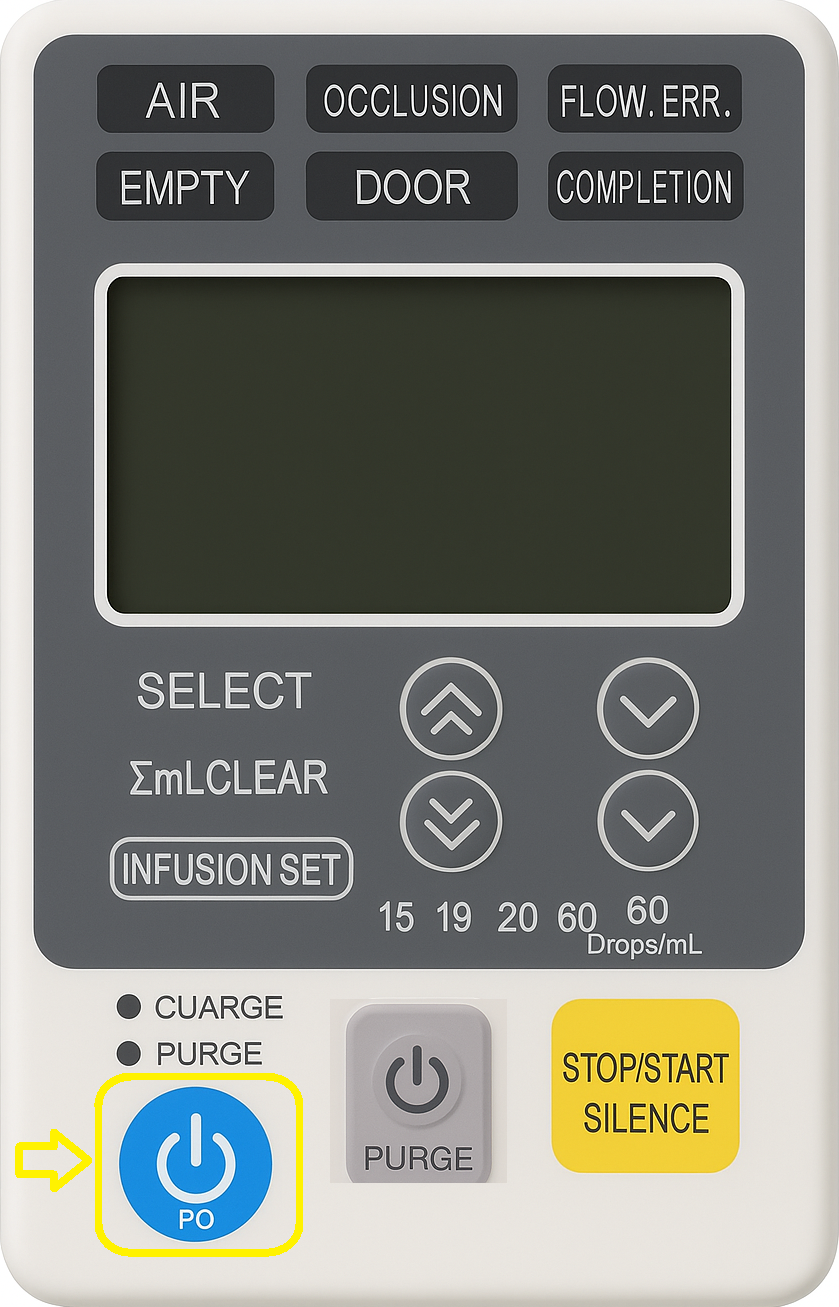 AIR OCCLUSION FLOW. ERR.
EMPTY DOOR COMPLETION
SELECT
ΣmLCLEAR
INFUSION SET
15 19 20 60 60
Drops/mL
CUARGE
PURGE
PO
PURGE
STOP/START
SILENCE